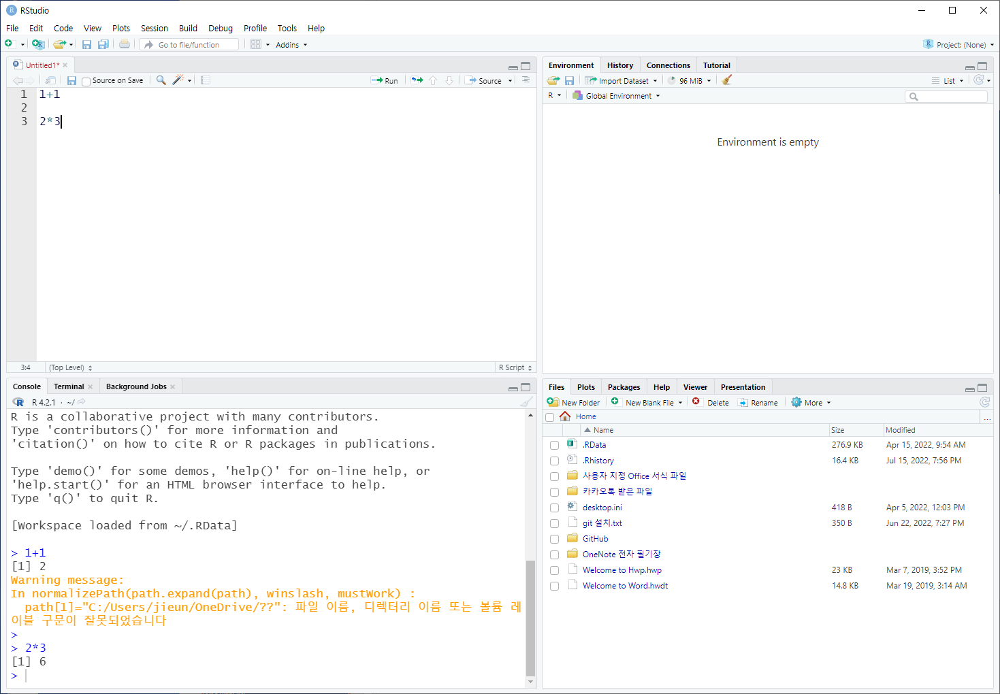 RStudio
File Edit Code View Plots Session Build Debug Profile Tools Help
Go to file/function Addins Project: (None)
Untitled1*
Source on Save Run Source
1 1+1
2
3 2*3
3:4 (Top Level) R Script
Console Terminal Background Jobs
R 4.2.1 · ~/
R is a collaborative project with many contributors.
Type 'contributors()' for more information and
'citation()' on how to cite R or R packages in publications.
Type 'demo()' for some demos, 'help()' for on-line help, or
'help.start()' for an HTML browser interface to help.
Type 'q()' to quit R.
[Workspace loaded from ~/.RData]
> 1+1
[1] 2
Warning message:
In normalizePath(path.expand(path), winslash, mustWork) :
path[1]="C:/Users/jieun/OneDrive/??": 파일 이름, 디렉터리 이름 또는 볼륨 레
이블 구문이 잘못되었습니다
>
> 2*3
[1] 6
>
Environment History Connections Tutorial
Import Dataset 96 MiB List
R Global Environment
Environment is empty
Files Plots Packages Help Viewer Presentation
New Folder New Blank File Delete Rename More
Home ...
Name Size Modified
.RData 276.9 KB Apr 15, 2022, 9:54 AM
.Rhistory 16.4 KB Jul 15, 2022, 7:56 PM
사용자 지정 Office 서식 파일
카카오톡 받은 파일
desktop.ini 418 B Apr 5, 2022, 12:03 PM
git 설치.txt 350 B Jun 22, 2022, 7:27 PM
GitHub
OneNote 전자 필기장
Welcome to Hwp.hwp 23 KB Mar 7, 2019, 3:52 PM
Welcome to Word.hwdt 14.8 KB Mar 19, 2019, 3:14 AM